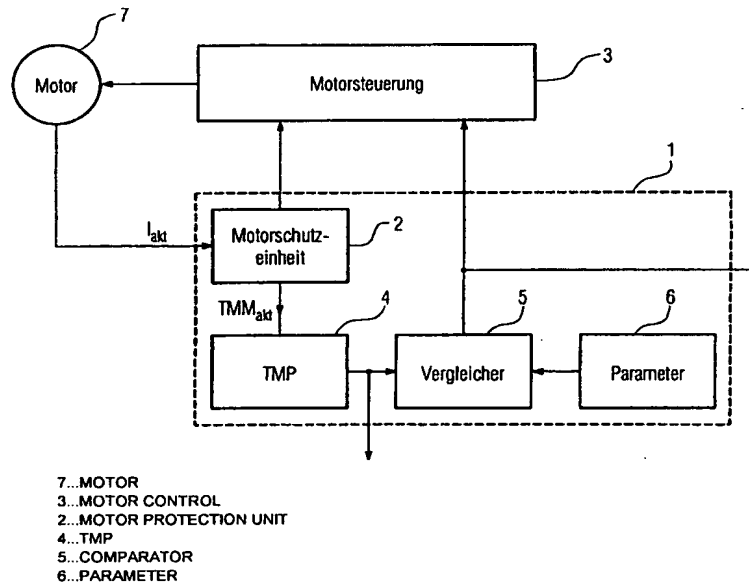 7
Motor
Motorsteuerung
3
1
I_akt
Motorschutz-
einheit
2
TMM_akt
4
TMP
5
Vergleicher
6
Parameter
7...MOTOR
3...MOTOR CONTROL
2...MOTOR PROTECTION UNIT
4...TMP
5...COMPARATOR
6...PARAMETER